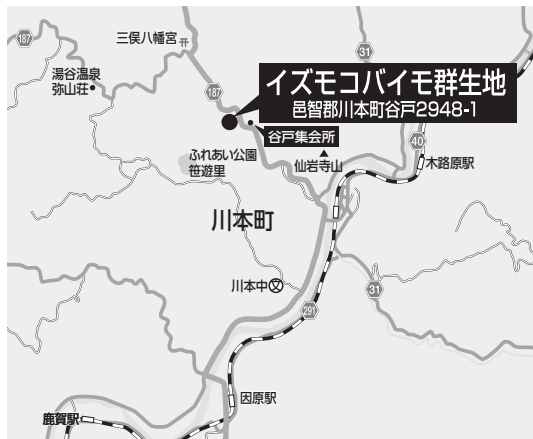 187
三俣八幡宮
31
湯谷温泉
弥山荘
187
イズモコバイモ群生地
邑智郡川本町谷戸2948-1
谷戸集会所
40
ふれあい公園
笹遊里
仙岩寺山
木路原駅
川本町
川本中
文
31
291
因原駅
鹿賀駅